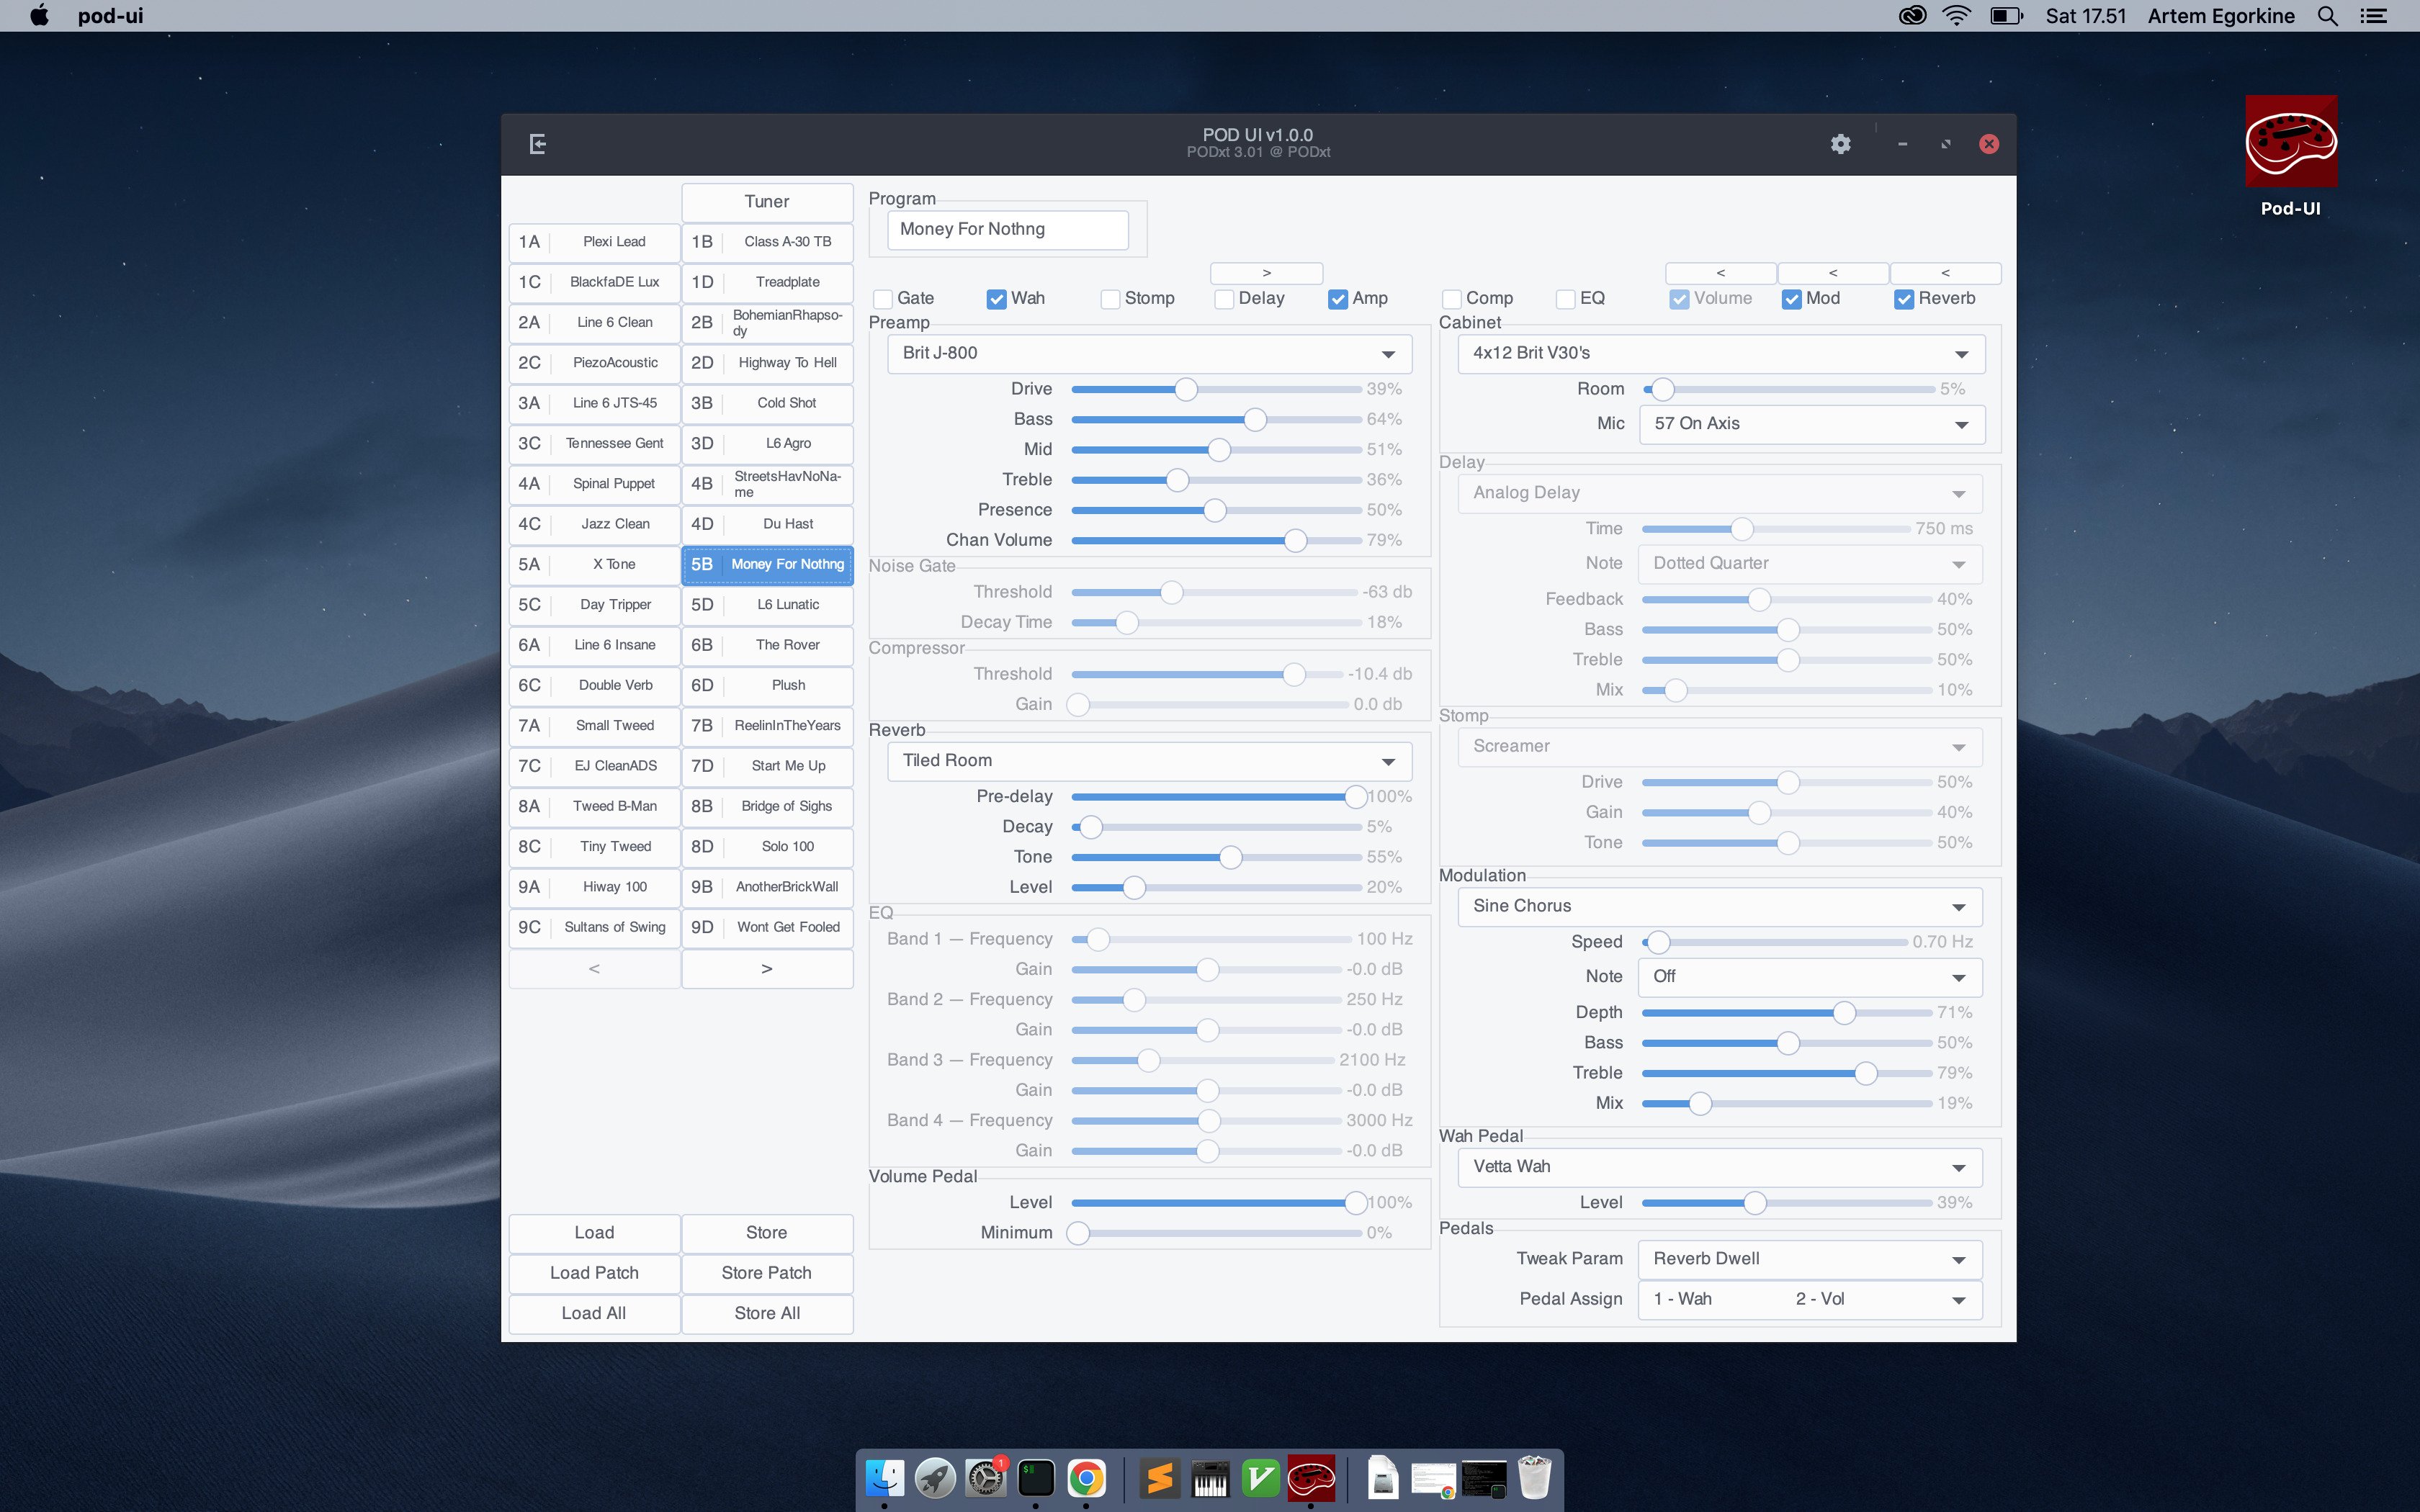 pod-ui
Sat 17.51
Artem Egorkine
Pod-UI
POD UI v1.0.0
PODxt 3.01 @ PODxt
Tuner
1A Plexi Lead
1B Class A-30 TB
1C BlackfaDE Lux
1D Treadplate
2A Line 6 Clean
2B BohemianRhapso-
dy
2C PiezoAcoustic
2D Highway To Hell
3A Line 6 JTS-45
3B Cold Shot
3C Tennessee Gent
3D L6 Agro
4A Spinal Puppet
4B StreetsHavNoNa-
me
4C Jazz Clean
4D Du Hast
5A X Tone
5B Money For Nothng
5C Day Tripper
5D L6 Lunatic
6A Line 6 Insane
6B The Rover
6C Double Verb
6D Plush
7A Small Tweed
7B ReelinInTheYears
7C EJ CleanADS
7D Start Me Up
8A Tweed B-Man
8B Bridge of Sighs
8C Tiny Tweed
8D Solo 100
9A Hiway 100
9B AnotherBrickWall
9C Sultans of Swing
9D Wont Get Fooled
< >
Load Store
Load Patch Store Patch
Load All Store All
Program
Money For Nothng
> < < <
Gate Wah Stomp Delay Amp Comp EQ Volume Mod Reverb
Preamp
Brit J-800
Drive 39%
Bass 64%
Mid 51%
Treble 36%
Presence 50%
Chan Volume 79%
Noise Gate
Threshold -63 db
Decay Time 18%
Compressor
Threshold -10.4 db
Gain 0.0 db
Reverb
Tiled Room
Pre-delay 100%
Decay 5%
Tone 55%
Level 20%
EQ
Band 1 — Frequency 100 Hz
Gain -0.0 dB
Band 2 — Frequency 250 Hz
Gain -0.0 dB
Band 3 — Frequency 2100 Hz
Gain -0.0 dB
Band 4 — Frequency 3000 Hz
Gain -0.0 dB
Volume Pedal
Level 100%
Minimum 0%
Cabinet
4x12 Brit V30's
Room 5%
Mic 57 On Axis
Delay
Analog Delay
Time 750 ms
Note Dotted Quarter
Feedback 40%
Bass 50%
Treble 50%
Mix 10%
Stomp
Screamer
Drive 50%
Gain 40%
Tone 50%
Modulation
Sine Chorus
Speed 0.70 Hz
Note Off
Depth 71%
Bass 50%
Treble 79%
Mix 19%
Wah Pedal
Vetta Wah
Level 39%
Pedals
Tweak Param Reverb Dwell
Pedal Assign 1 - Wah 2 - Vol
1